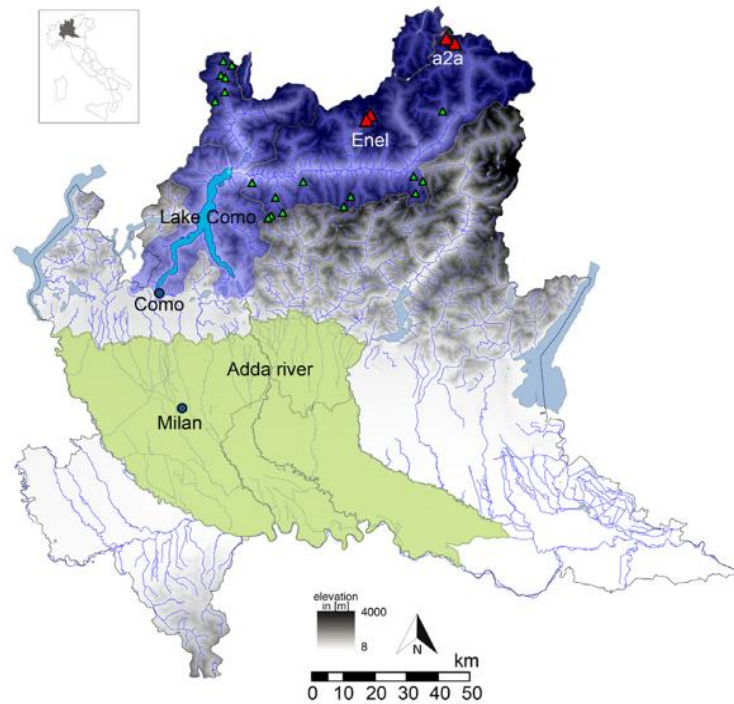 a2a
Enel
Lake Como
Como
Adda river
Milan
elevation
in [m]
4000
8
N
km
0 10 20 30 40 50